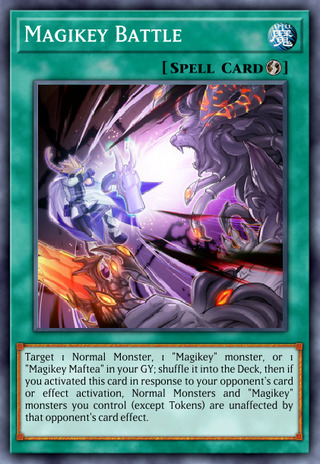 Magikey Battle
魔
[Spell Card]
Target 1 Normal Monster, 1 "Magikey" monster, or 1
"Magikey Maftea" in your GY; shuffle it into the Deck, then if
you activated this card in response to your opponent's card
or effect activation, Normal Monsters and "Magikey"
monsters you control (except Tokens) are unaffected by
that opponent's card effect.